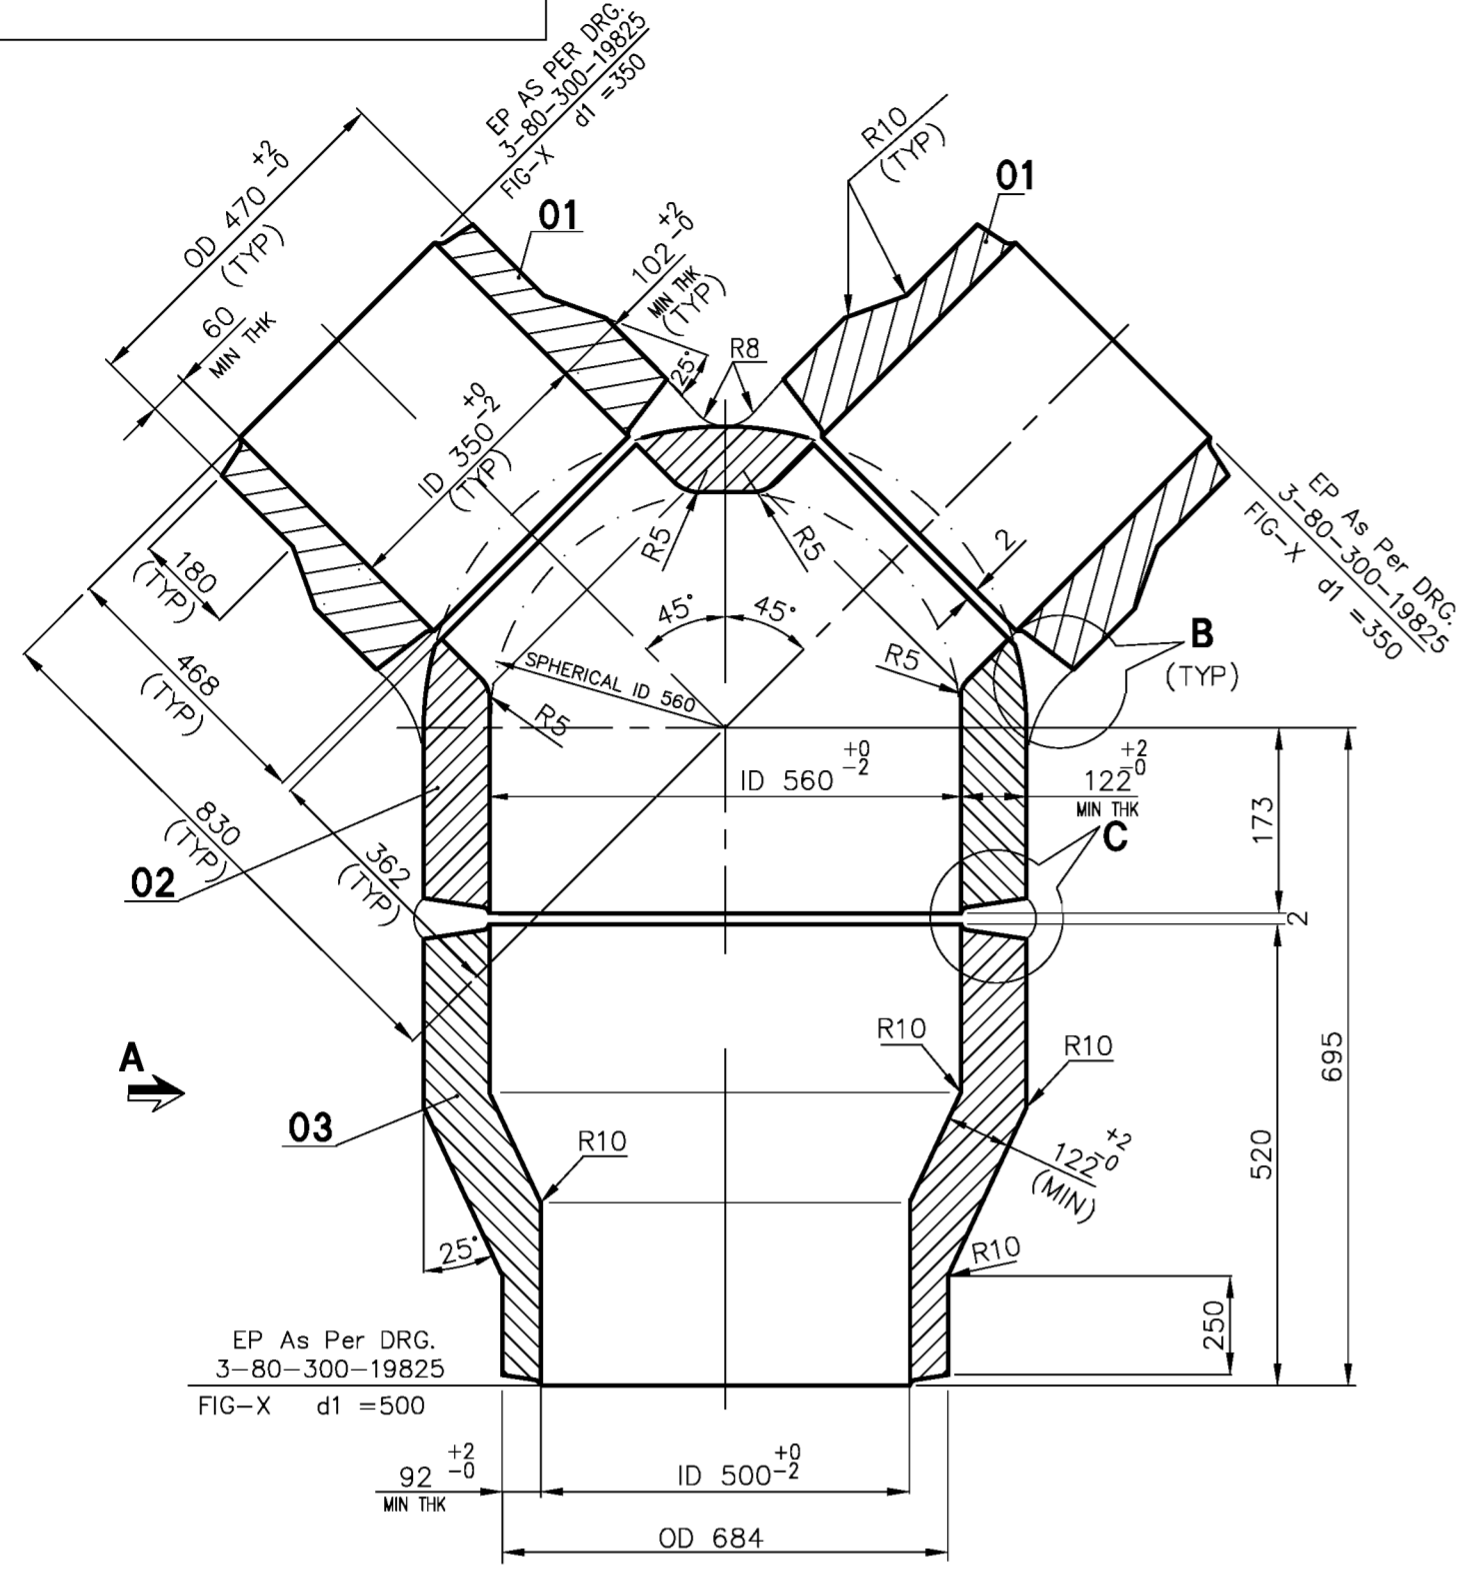 EP AS PER DRG.
3-80-300-19825
FIG-X d1 =350
OD 470 +2 -0
(TYP)
60
MIN THK
01
102 +2 -0
MIN THK
(TYP)
R10
(TYP)
01
R8
25°
ID 350 +0 -2
(TYP)
EP As Per DRG.
3-80-300-19825
FIG-X d1 =350
180
(TYP)
R5
R5
2
45°
45°
468
(TYP)
SPHERICAL ID 560
R5
R5
B
(TYP)
830
(TYP)
362
(TYP)
ID 560 +0 -2
122 +2 -0
MIN THK
C
173
02
2
A
03
R10
R10
R10
122 +2 -0
(MIN)
695
520
25°
R10
250
EP As Per DRG.
3-80-300-19825
FIG-X d1 =500
92 +2 -0
MIN THK
ID 500 +0 -2
OD 684